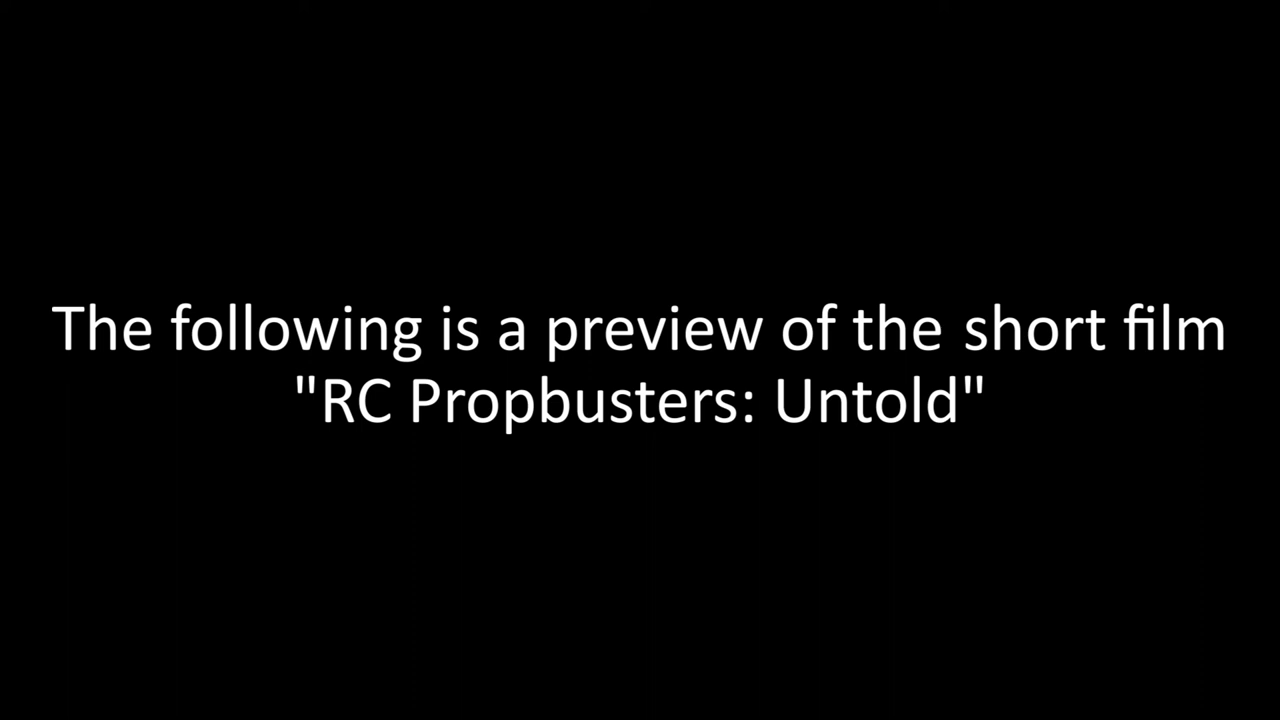 The following is a preview of the short film
"RC Propbusters: Untold"